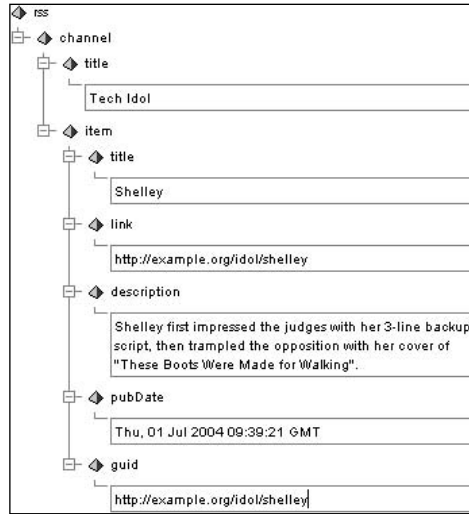 rss
channel
title
Tech Idol
item
title
Shelley
link
http://example.org/idol/shelley
description
Shelley first impressed the judges with her 3-line backup
script, then trampled the opposition with her cover of
"These Boots Were Made for Walking".
pubDate
Thu, 01 Jul 2004 09:39:21 GMT
guid
http://example.org/idol/shelley